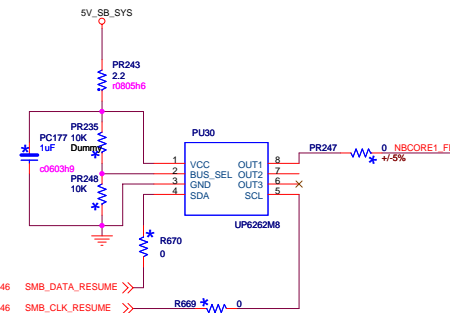 5V_SB_SYS
PR243
2.2
r0805h6
PC177
1uF
c0603h9
PR235
10K
Dummy
PR248
10K
PU30
1 VCC OUT1 8
2 BUS_SEL OUT2 7
3 GND OUT3 6
4 SDA SCL 5
UP6262M8
PR247 0 NBCORE1_
+/-5%
R670
0
46 SMB_DATA_RESUME
46 SMB_CLK_RESUME
R669 0